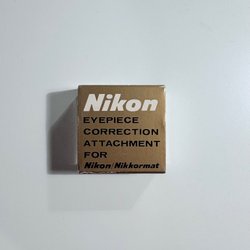 Nikon
EYEPIECE
CORRECTION
ATTACHMENT
FOR
Nikon/Nikkormat